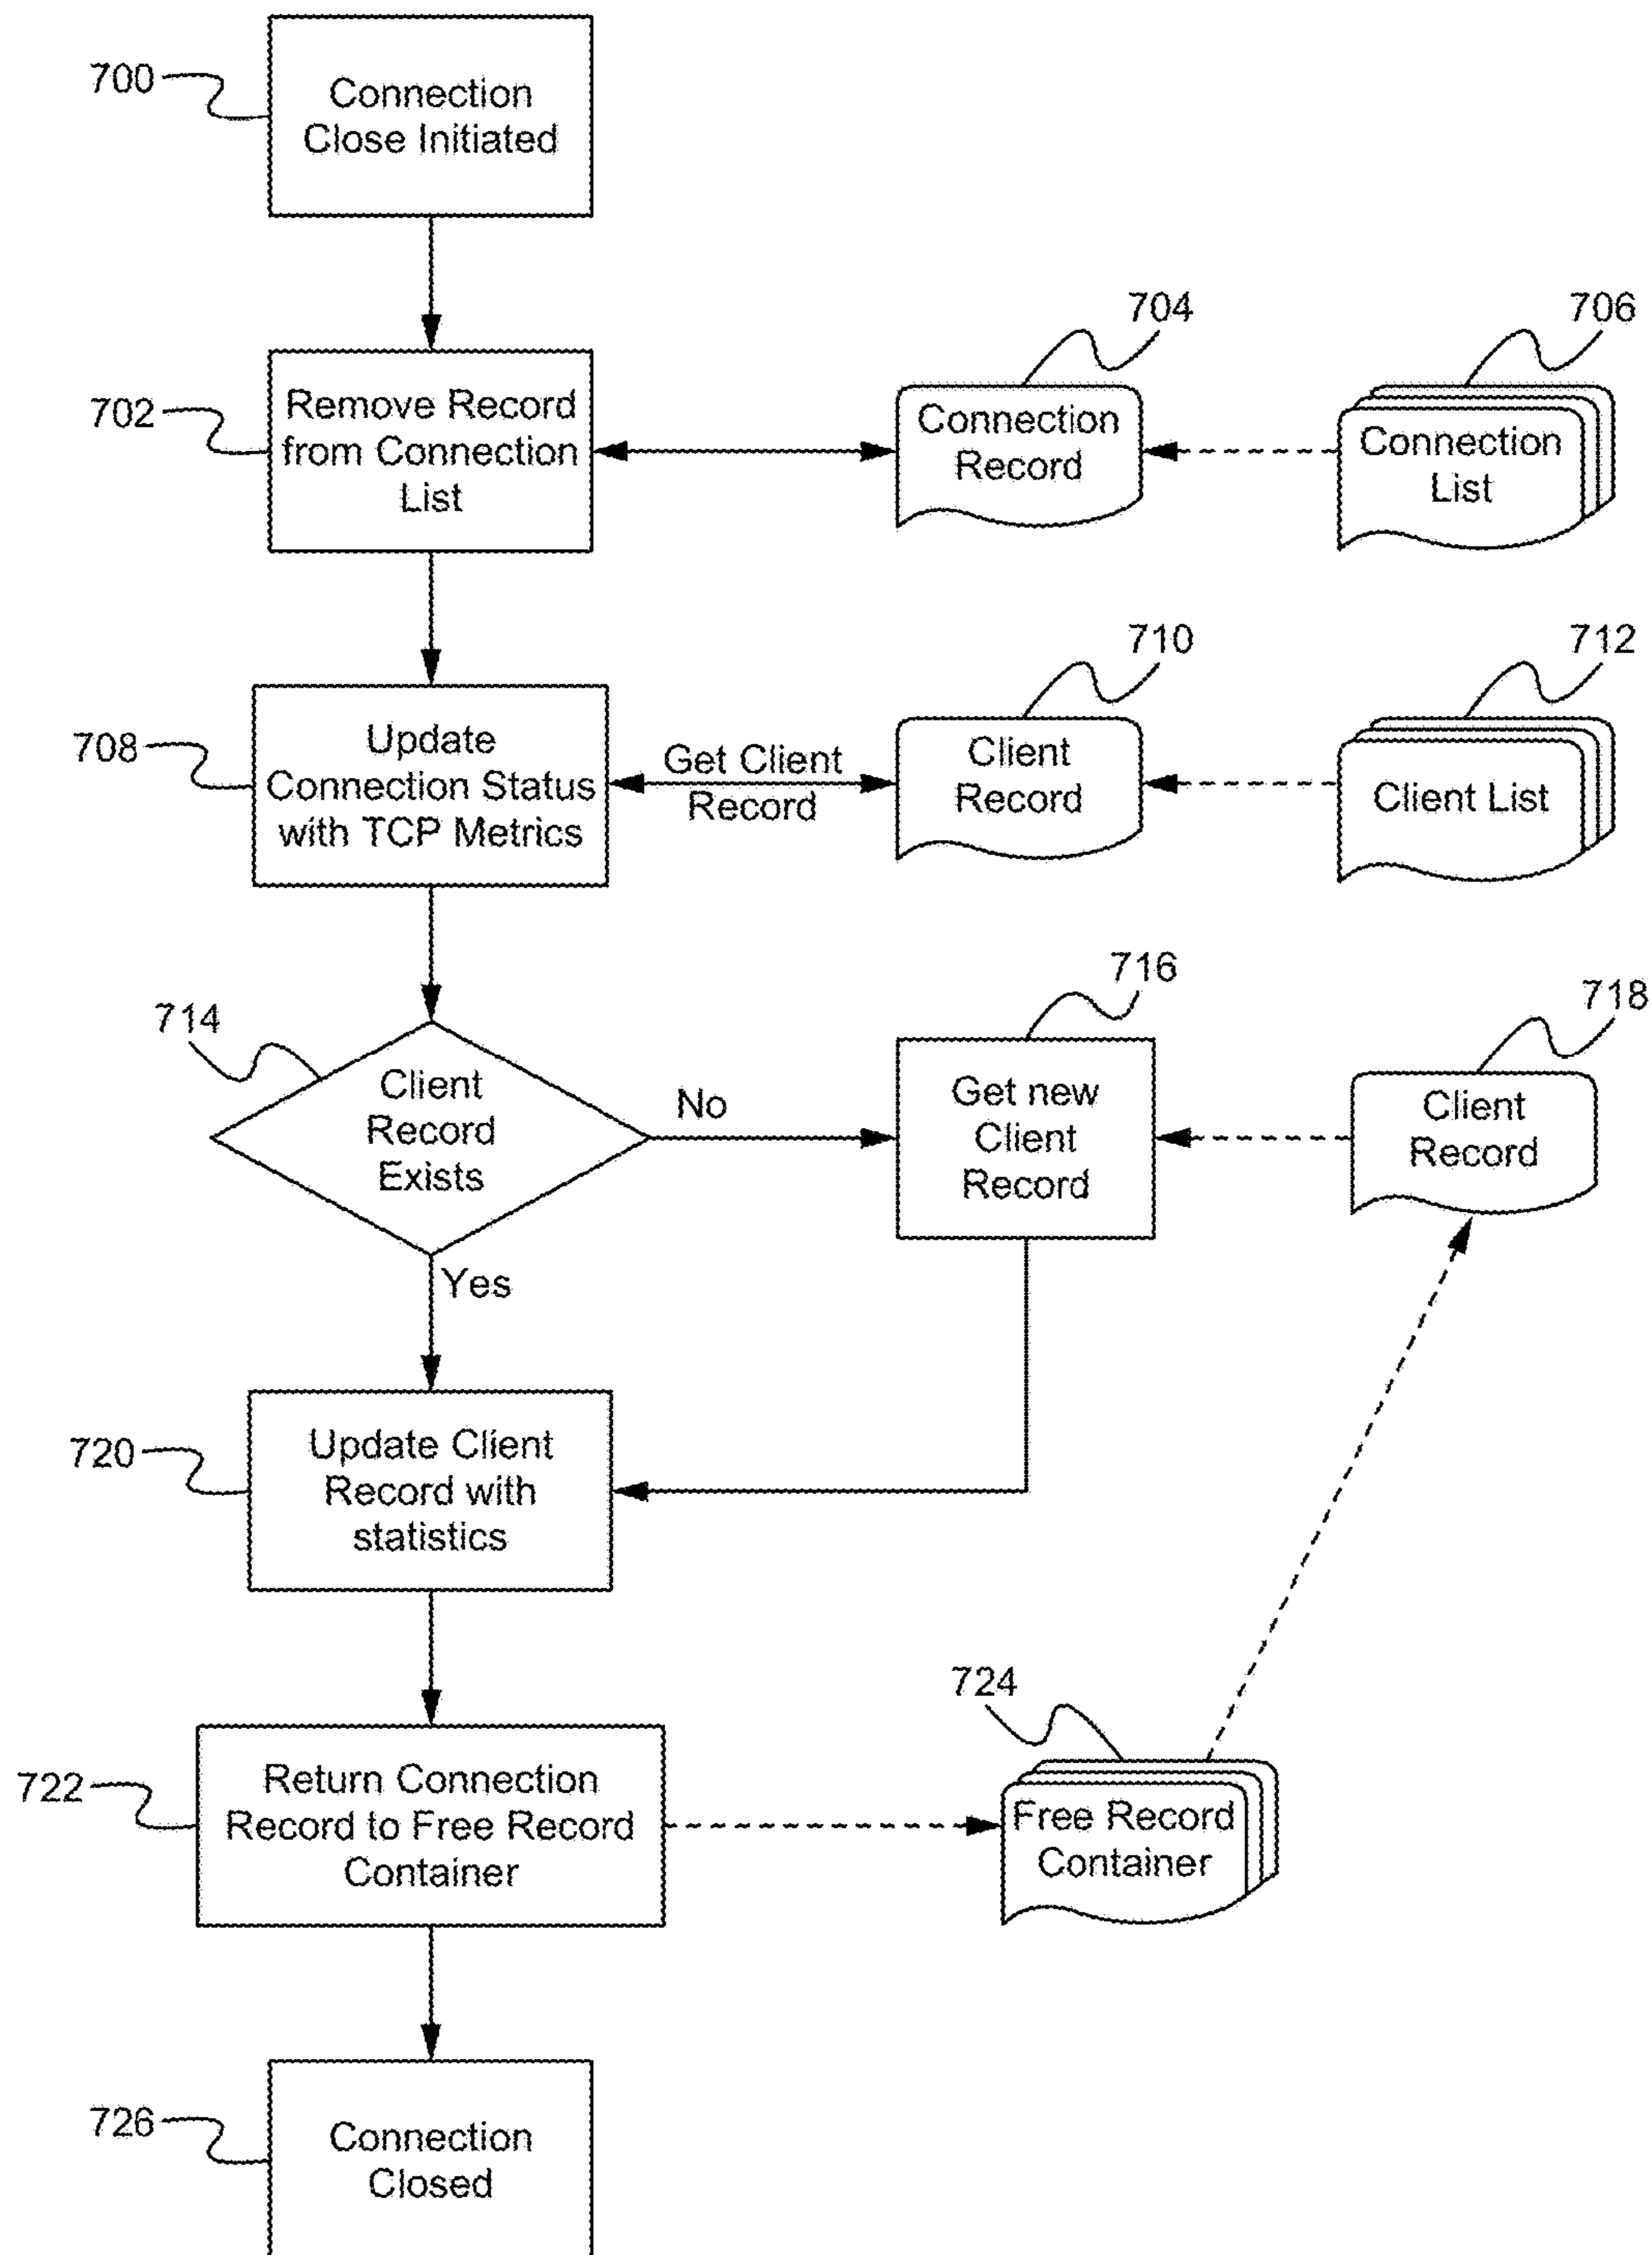 700
Connection
Close Initiated
704
706
702
Remove Record
from Connection
List
Connection
Record
Connection
List
710
712
708
Update
Connection Status
with TCP Metrics
Get Client
Record
Client
Record
Client List
714
716
718
Client
Record
Exists
No
Get new
Client
Record
Client
Record
Yes
720
Update Client
Record with
statistics
724
722
Return Connection
Record to Free Record
Container
Free Record
Container
726
Connection
Closed